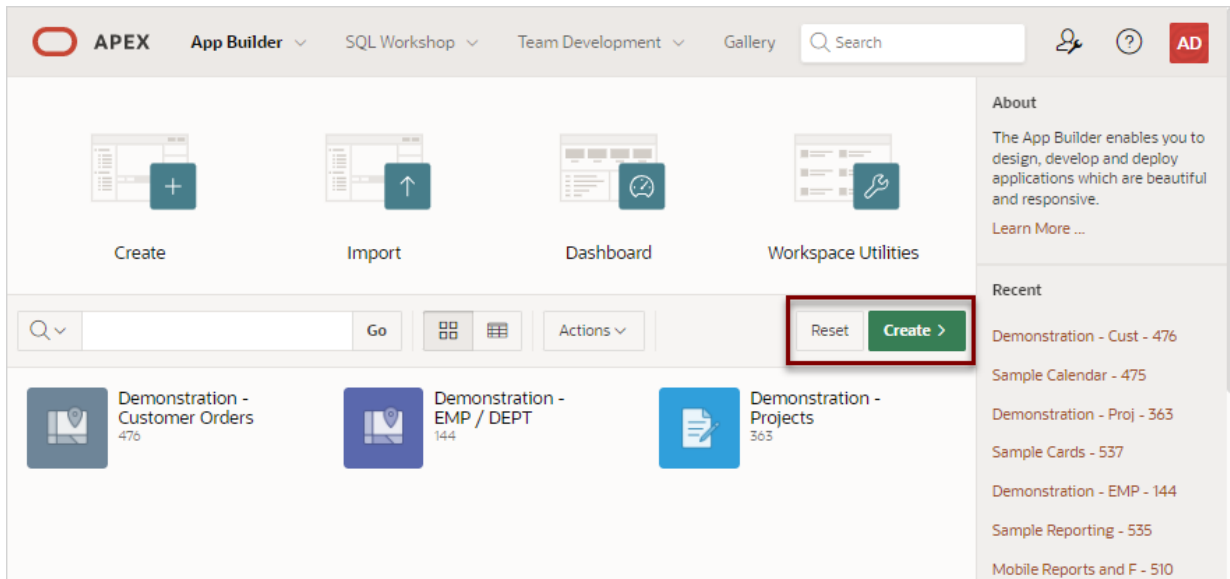 APEX App Builder SQL Workshop Team Development Gallery Search AD
Create Import Dashboard Workspace Utilities
Go Actions Reset Create >
Demonstration -
Customer Orders
476
Demonstration -
EMP / DEPT
144
Demonstration -
Projects
363
About
The App Builder enables you to
design, develop and deploy
applications which are beautiful
and responsive.
Learn More ...
Recent
Demonstration - Cust - 476
Sample Calendar - 475
Demonstration - Proj - 363
Sample Cards - 537
Demonstration - EMP - 144
Sample Reporting - 535
Mobile Reports and F - 510